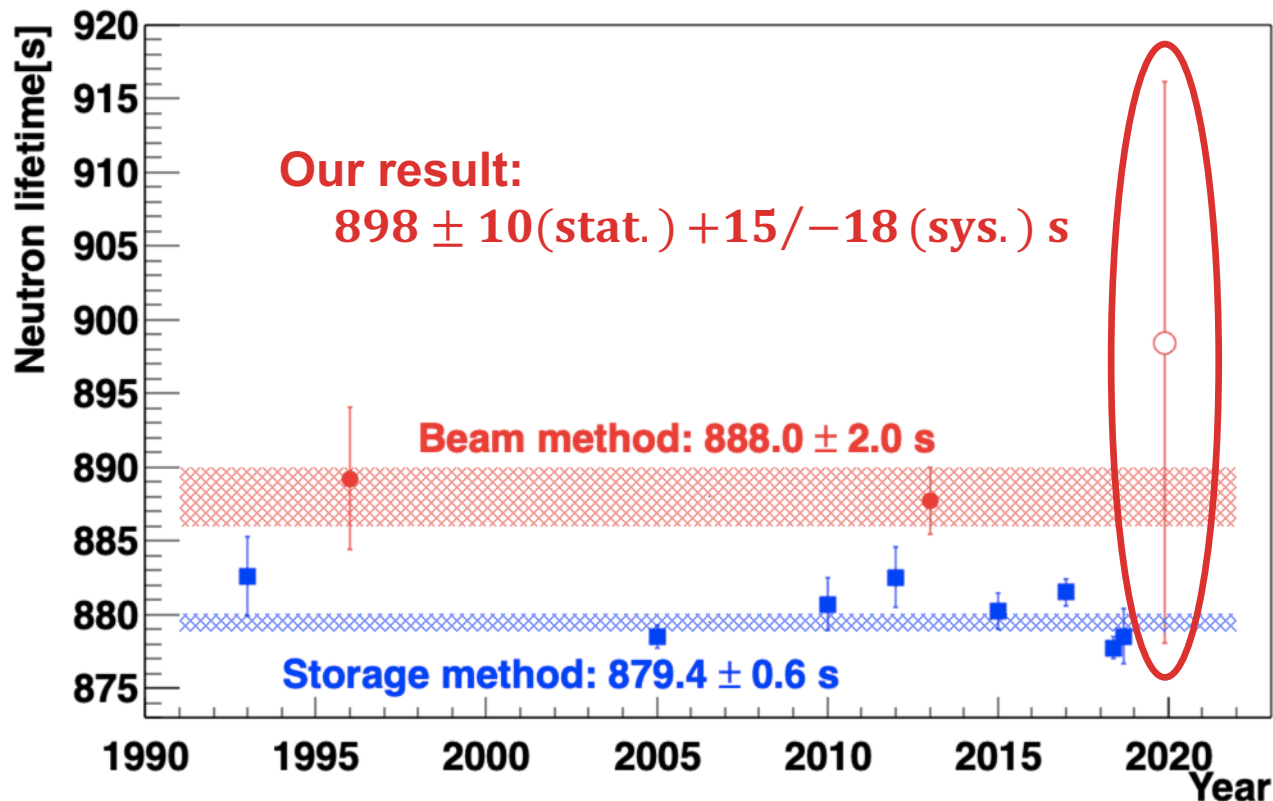 Neutron lifetime[s]
920
915
910
905
900
895
890
885
880
875
Our result:
898 ± 10(stat. ) +15/−18 (sys. ) s
Beam method: 888.0 ± 2.0 s
Storage method: 879.4 ± 0.6 s
1990 1995 2000 2005 2010 2015 2020
Year